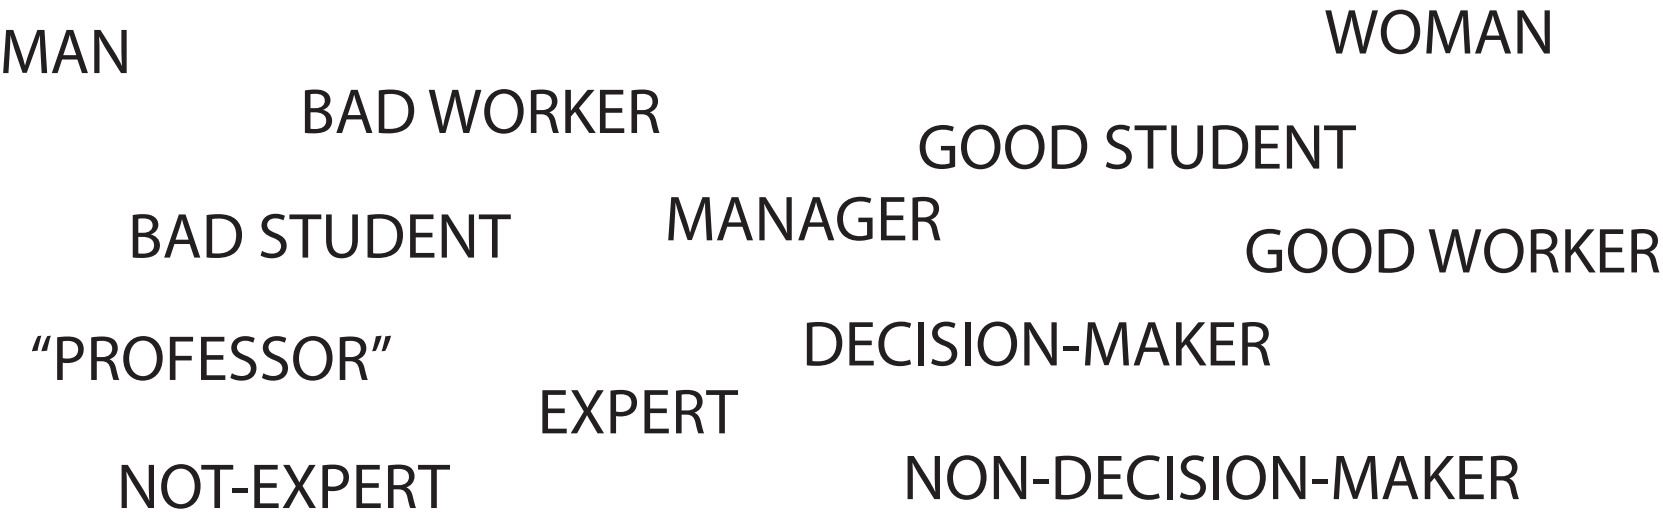 MAN
WOMAN
BAD WORKER
GOOD STUDENT
BAD STUDENT
MANAGER
GOOD WORKER
“PROFESSOR”
DECISION-MAKER
EXPERT
NOT-EXPERT
NON-DECISION-MAKER